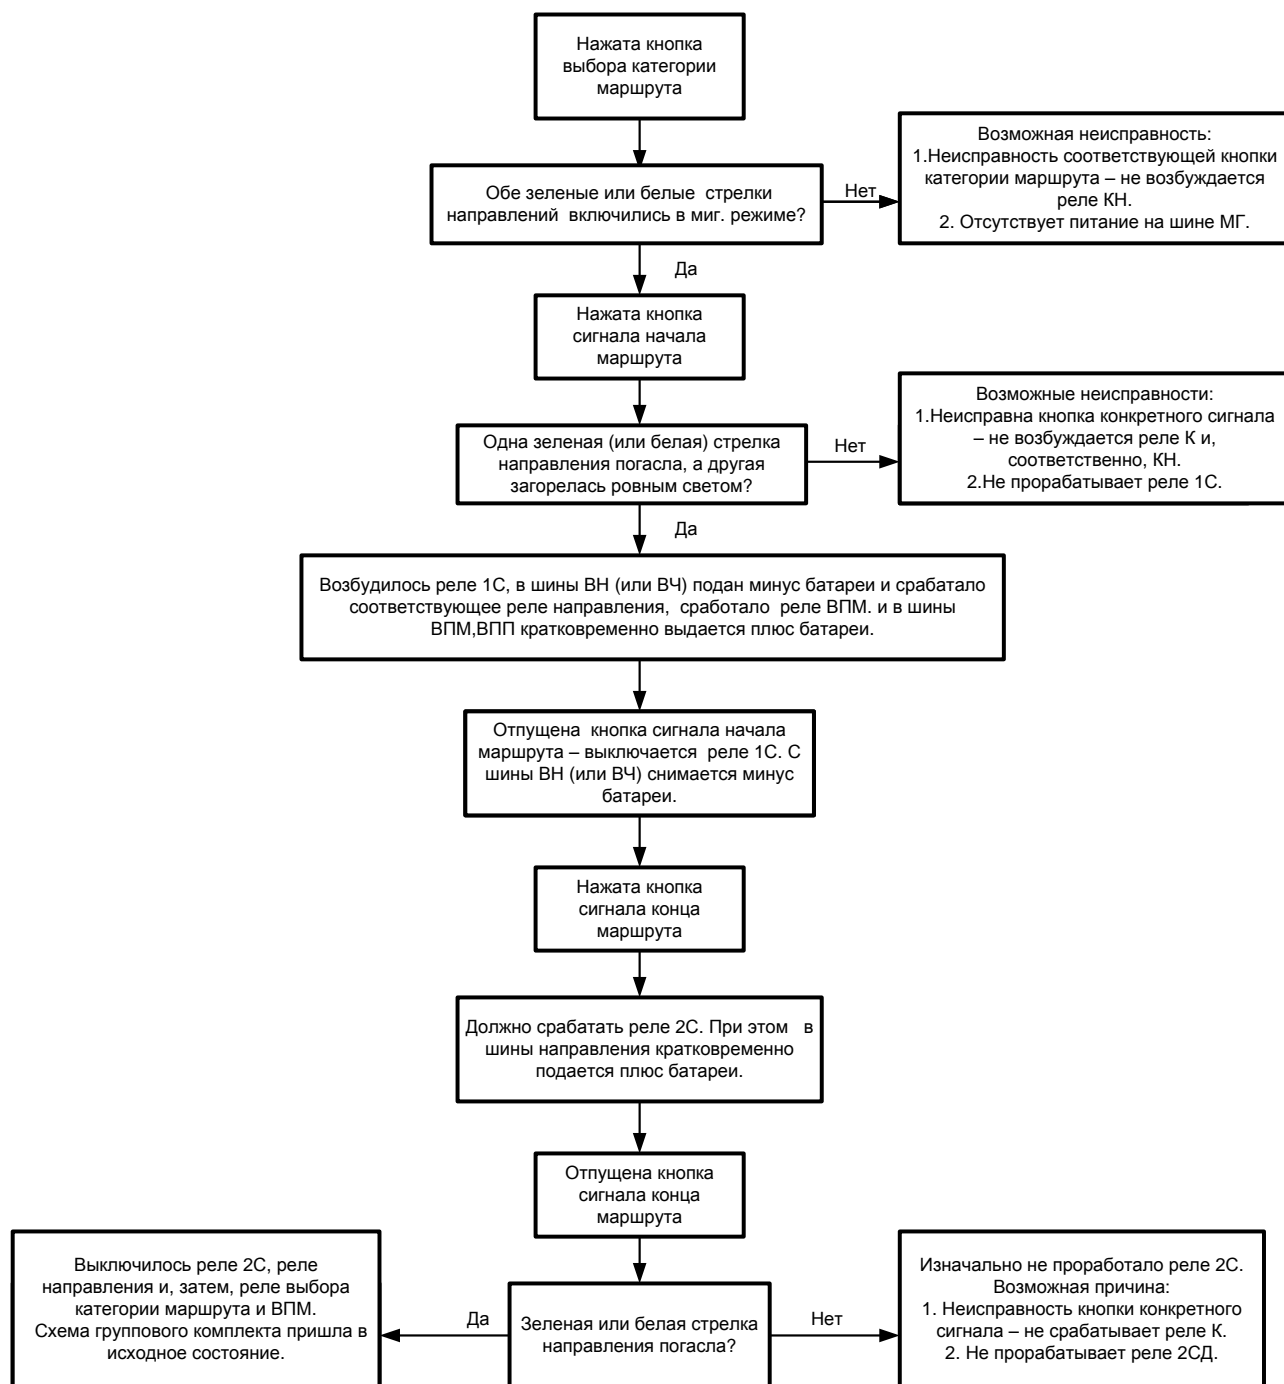 Нажата кнопка
выбора категории
маршрута
Обе зеленые или белые стрелки
направлений включились в миг. режиме?
Нет
Возможная неисправность:
1.Неисправность соответствующей кнопки
категории маршрута – не возбуждается
реле КН.
2. Отсутствует питание на шине МГ.
Да
Нажата кнопка
сигнала начала
маршрута
Одна зеленая (или белая) стрелка
направления погасла, а другая
загорелась ровным светом?
Нет
Возможные неисправности:
1.Неисправна кнопка конкретного сигнала
– не возбуждается реле К и,
соответственно, КН.
2.Не прорабатывает реле 1С.
Да
Возбудилось реле 1С, в шины ВН (или ВЧ) подан минус батареи и срабатало
соответствующее реле направления, сработало реле ВПМ. и в шины
ВПМ,ВПП кратковременно выдается плюс батареи.
Отпущена кнопка сигнала начала
маршрута – выключается реле 1С. С
шины ВН (или ВЧ) снимается минус
батареи.
Нажата кнопка
сигнала конца
маршрута
Должно срабатать реле 2С. При этом в
шины направления кратковременно
подается плюс батареи.
Отпущена кнопка
сигнала конца
маршрута
Выключилось реле 2С, реле
направления и, затем, реле выбора
категории маршрута и ВПМ.
Схема группового комплекта пришла в
исходное состояние.
Да
Зеленая или белая стрелка
направления погасла?
Нет
Изначально не проработало реле 2С.
Возможная причина:
1. Неисправность кнопки конкретного
сигнала – не срабатывает реле К.
2. Не прорабатывает реле 2СД.